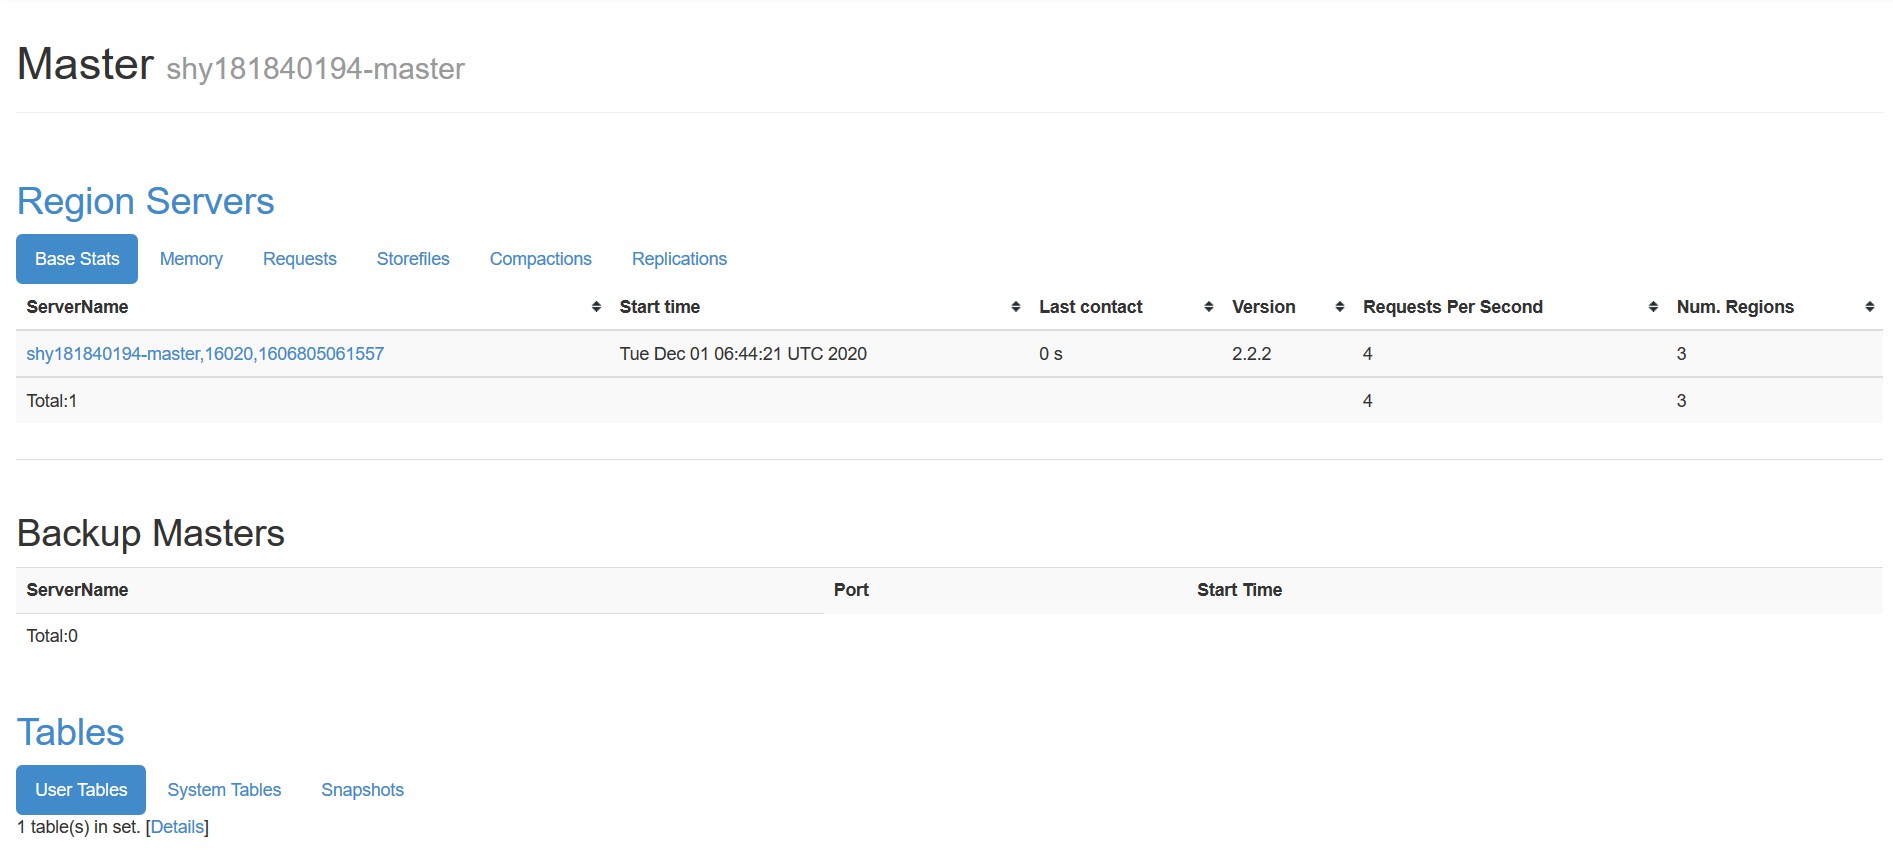 Master shy181840194-master
Region Servers
Base Stats Memory Requests Storefiles Compactions Replications
ServerName Start time Last contact Version Requests Per Second Num. Regions
shy181840194-master,16020,1606805061557 Tue Dec 01 06:44:21 UTC 2020 0 s 2.2.2 4 3
Total:1 4 3
Backup Masters
ServerName Port Start Time
Total:0
Tables
User Tables System Tables Snapshots
1 table(s) in set. [Details]